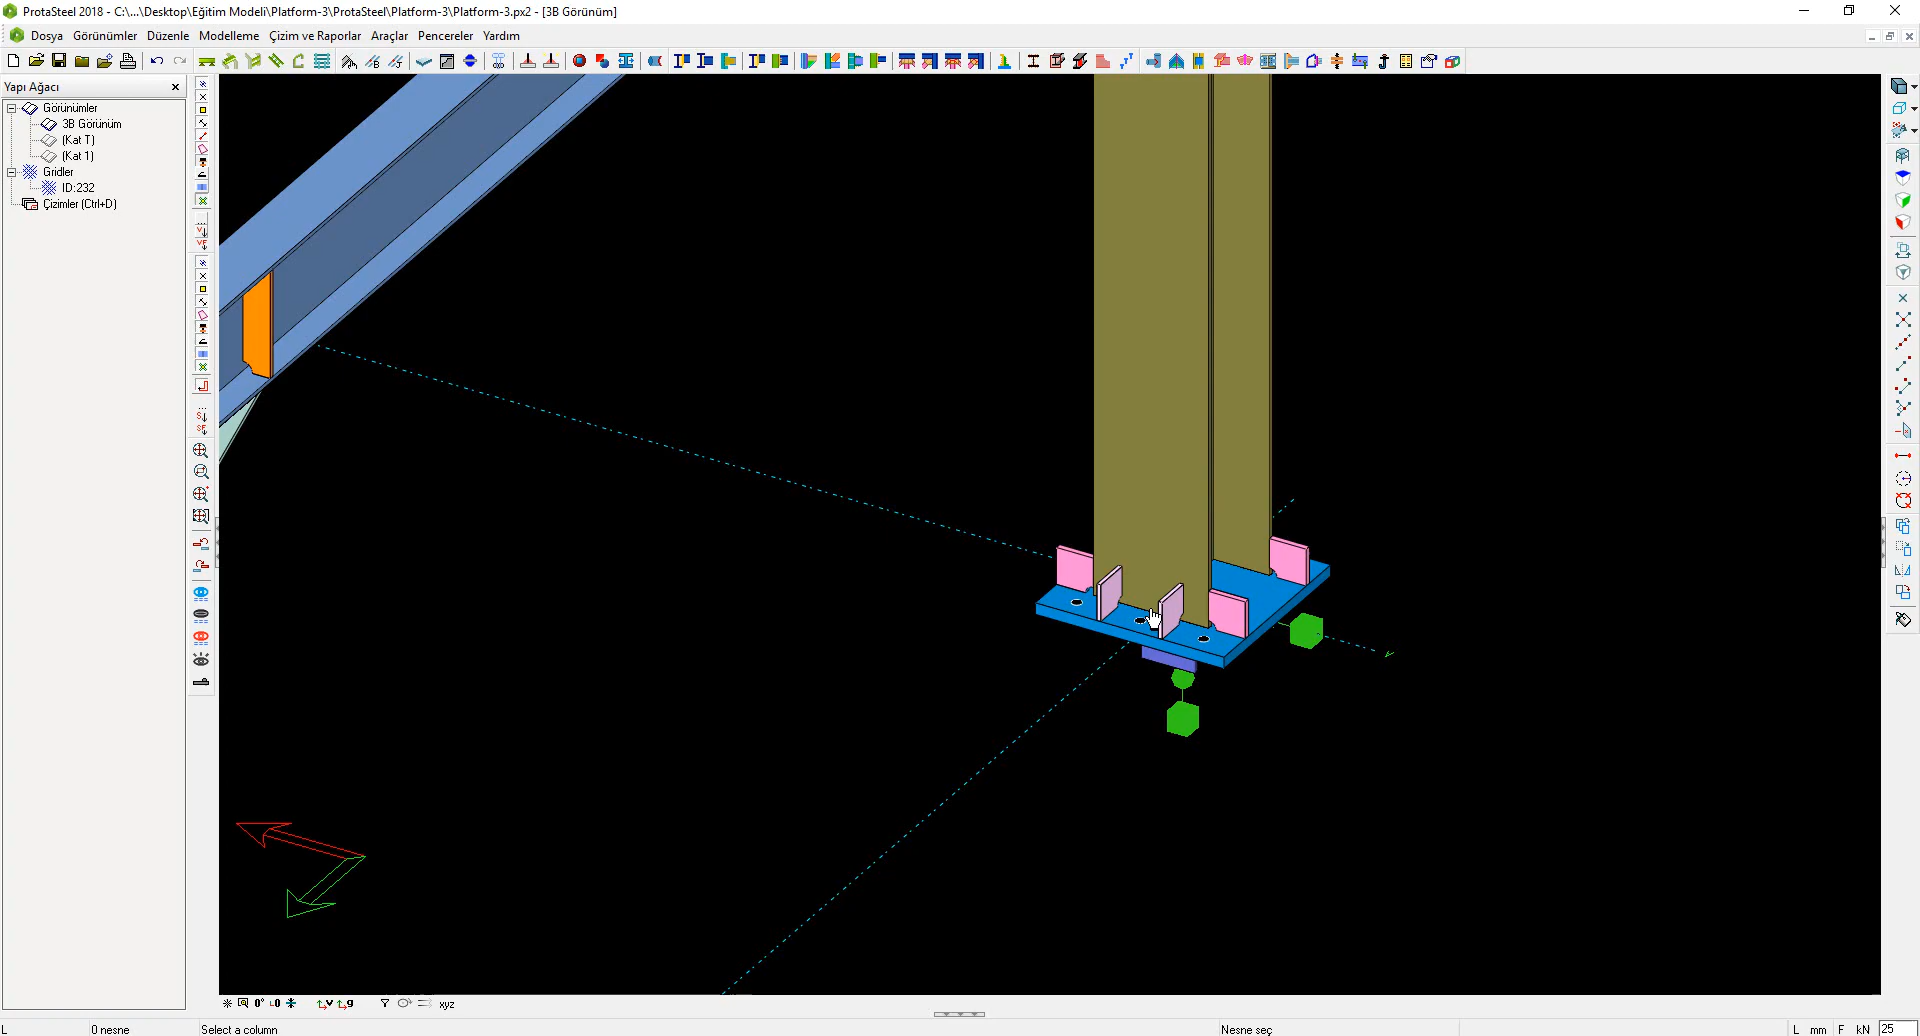 ProtaSteel 2018 - C:\...\Desktop\Eğitim Modeli\Platform-3\ProtaSteel\Platform-3\Platform-3.px2 - [3B Görünüm]
Dosya Görünümler Düzenle Modelleme Çizim ve Raporlar Araçlar Pencereler Yardım
Yapı Ağacı
Görünümler
3B Görünüm
(Kat T)
(Kat 1)
Gridler
ID:232
Çizimler (Ctrl+D)
xyz
L 0 nesne Select a column Nesne seç L mm F kN 25